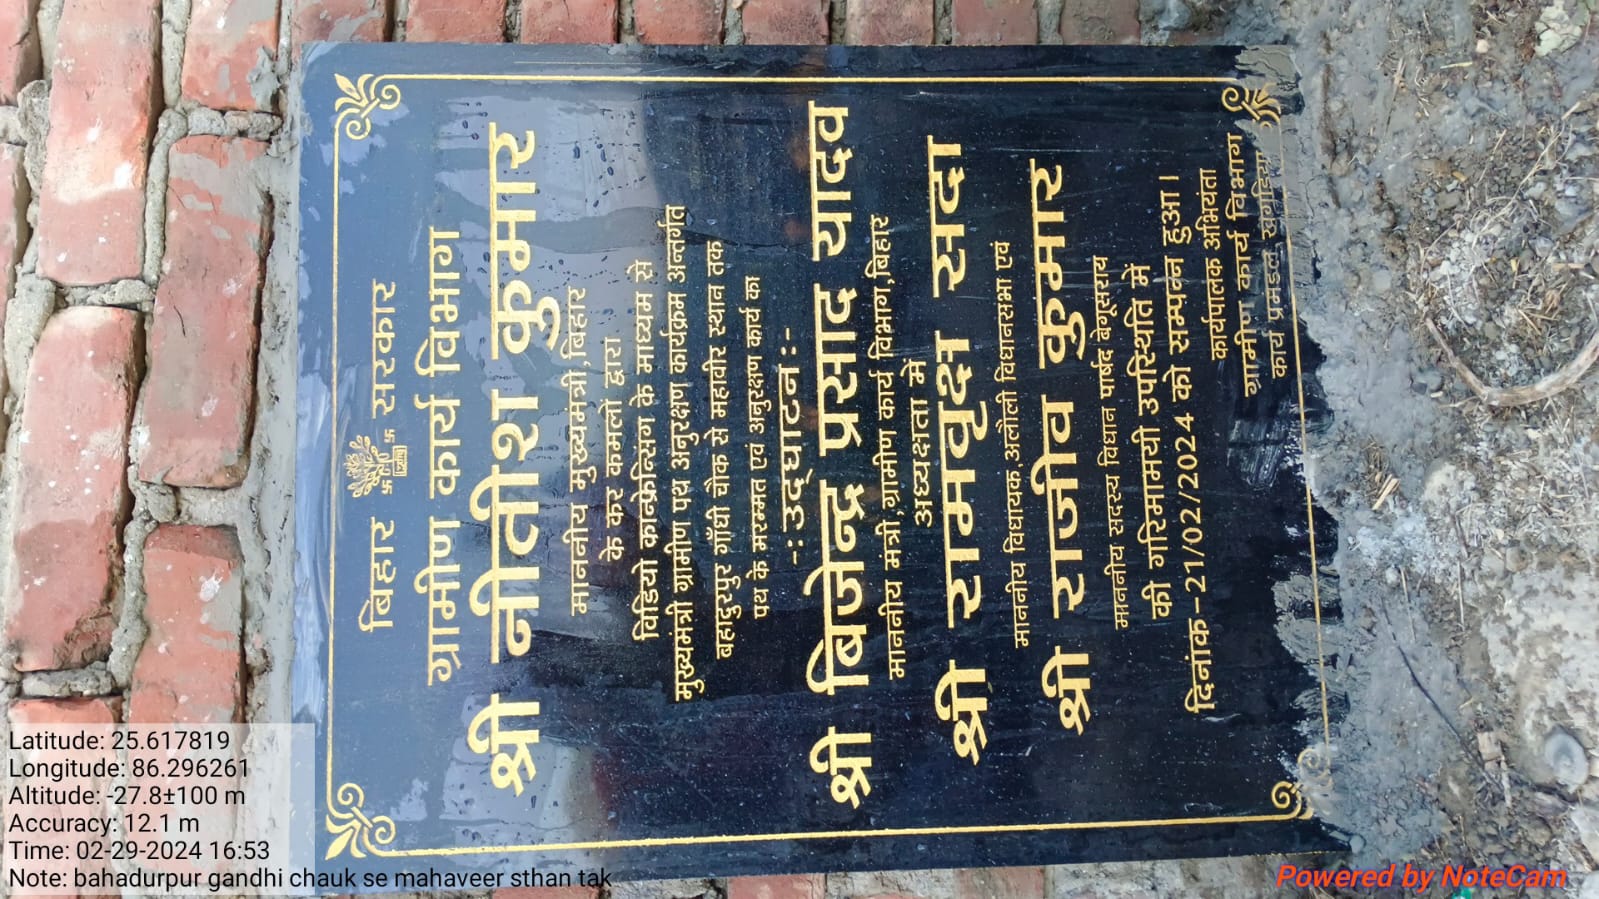 बिहार सरकार
ग्रामीण कार्य विभाग
श्री नीतीश कुमार
माननीय मुख्यमंत्री,बिहार
के कर कमलों द्वारा
विडियो कान्फ्रेन्सिंग के माध्यम से
मुख्यमंत्री ग्रामीण पथ अनुरक्षण कार्यक्रम अन्तर्गत
बहादुरपुर गाँधी चौक से महावीर स्थान तक
पथ के मरम्मत एवं अनुरक्षण कार्य का
-:उद्घाटन:-
श्री बिजेन्द्र प्रसाद यादव
माननीय मंत्री,ग्रामीण कार्य विभाग,बिहार
अध्यक्षता में
श्री रामवृक्ष सदा
माननीय विधायक,अलौली विधानसभा एवं
श्री राजीव कुमार
माननीय सदस्य विधान पार्षद बेगूसराय
की गरिमामयी उपस्थिति में
दिनांक-21/02/2024 को सम्पन्न हुआ।
कार्यपालक अभियंता
ग्रामीण कार्य विभाग
कार्य प्रमंडल खगड़िया
Latitude: 25.617819
Longitude: 86.296261
Altitude: -27.8±100 m
Accuracy: 12.1 m
Time: 02-29-2024 16:53
Note: bahadurpur gandhi chauk se mahaveer sthan tak
Powered by NoteCam